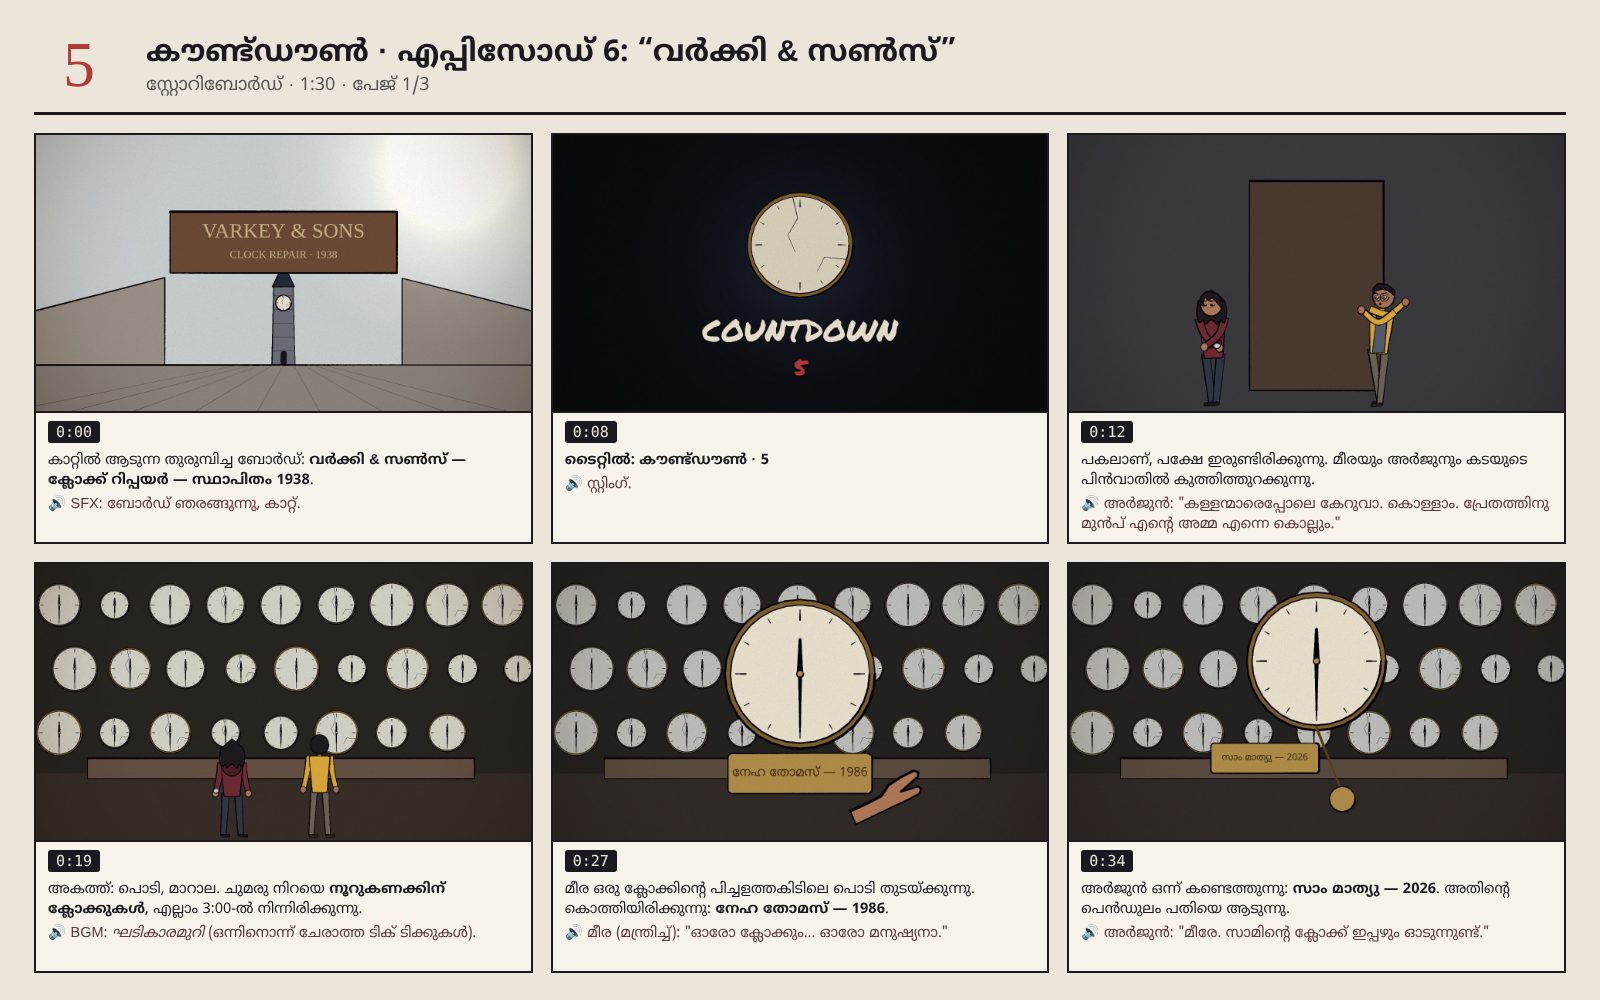 5
കൗണ്ട്ഡൗൺ · എപ്പിസോഡ് 6: “വർക്കി & സൺസ്”
സ്റ്റോറിബോർഡ് · 1:30 · പേജ് 1/3
VARKEY & SONS
CLOCK REPAIR · 1938
0:00
കാറ്റിൽ ആടുന്ന തുരുമ്പിച്ച ബോർഡ്: വർക്കി & സൺസ് —
ക്ലോക്ക് റിപ്പയർ — സ്ഥാപിതം 1938.
🔊 SFX: ബോർഡ് ഞരങ്ങുന്നു, കാറ്റ്.
COUNTDOWN
5
0:08
ടൈറ്റിൽ: കൗണ്ട്ഡൗൺ · 5
🔊 സ്റ്റിംഗ്.
0:12
പകലാണ്, പക്ഷേ ഇരുണ്ടിരിക്കുന്നു. മീരയും അർജുനും കടയുടെ
പിൻവാതിൽ കുത്തിത്തുറക്കുന്നു.
🔊 അർജുൻ: "കള്ളന്മാരെപ്പോലെ കേറുവാ. കൊള്ളാം. പ്രേതത്തിനു
മുൻപ് എന്റെ അമ്മ എന്നെ കൊല്ലും."
0:19
അകത്ത്: പൊടി, മാറാല. ചുമരു നിറയെ നൂറുകണക്കിന്
ക്ലോക്കുകൾ, എല്ലാം 3:00-ൽ നിന്നിരിക്കുന്നു.
🔊 BGM: ഘടികാരമുറി (ഒന്നിനൊന്ന് ചേരാത്ത ടിക് ടിക്കുകൾ).
നേഹ തോമസ് — 1986
0:27
മീര ഒരു ക്ലോക്കിന്റെ പിച്ചളത്തകിടിലെ പൊടി തുടയ്ക്കുന്നു.
കൊത്തിയിരിക്കുന്നു: നേഹ തോമസ് — 1986.
🔊 മീര (മന്ത്രിച്ച്): "ഓരോ ക്ലോക്കും… ഓരോ മനുഷ്യനാ."
സാം മാത്യു — 2026
0:34
അർജുൻ ഒന്ന് കണ്ടെത്തുന്നു: സാം മാത്യു — 2026. അതിന്റെ
പെൻഡുലം പതിയെ ആടുന്നു.
🔊 അർജുൻ: "മീരേ. സാമിന്റെ ക്ലോക്ക് ഇപ്പഴും ഓടുന്നുണ്ട്."